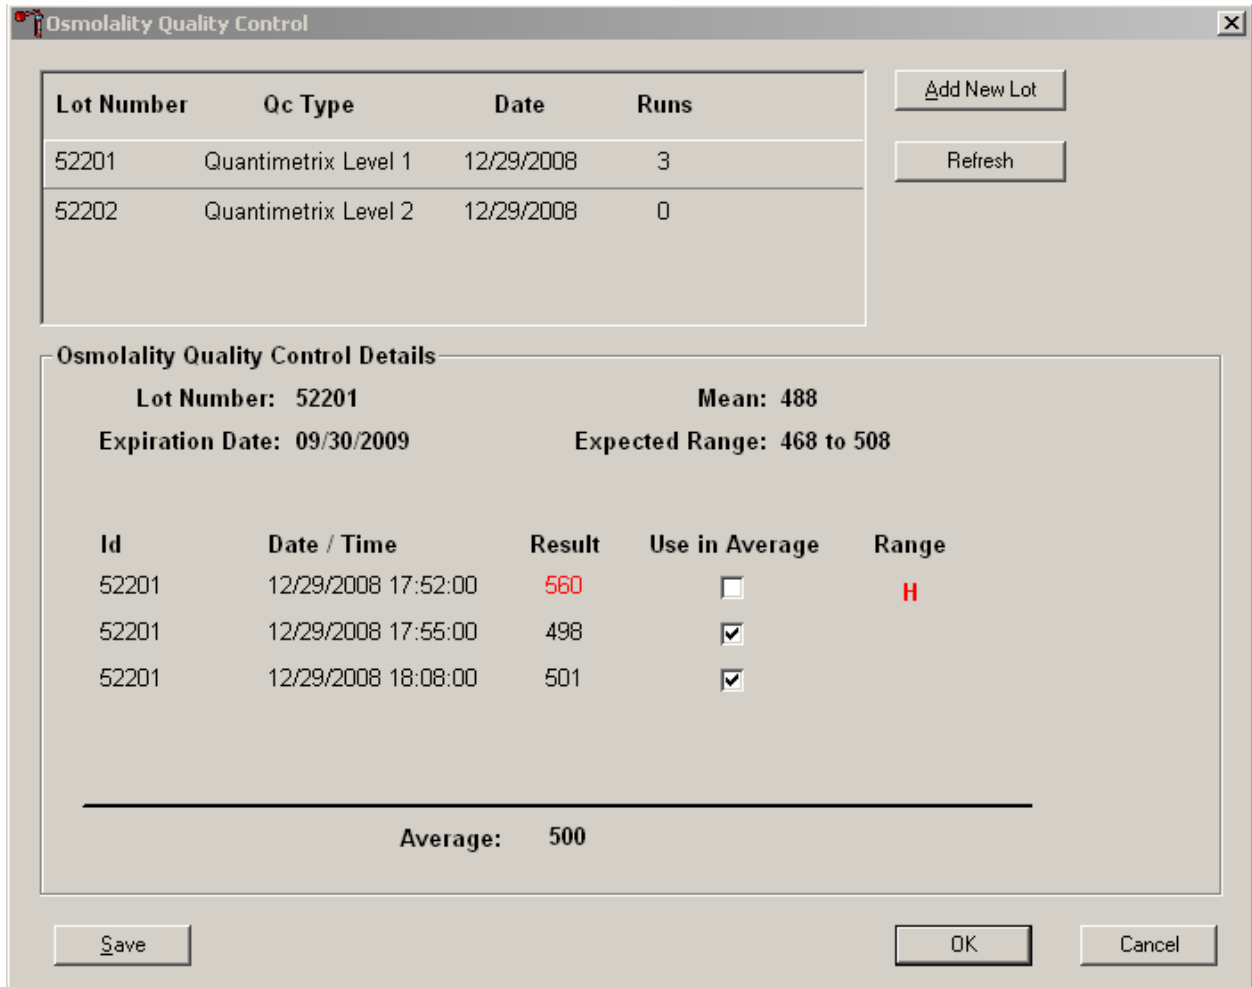 Osmolality Quality Control
Lot Number Qc Type Date Runs
52201 Quantimetrix Level 1 12/29/2008 3
52202 Quantimetrix Level 2 12/29/2008 0
Add New Lot
Refresh
Osmolality Quality Control Details
Lot Number: 52201 Mean: 488
Expiration Date: 09/30/2009 Expected Range: 468 to 508
Id Date / Time Result Use in Average Range
52201 12/29/2008 17:52:00 560 H
52201 12/29/2008 17:55:00 498
52201 12/29/2008 18:08:00 501
Average: 500
Save OK Cancel